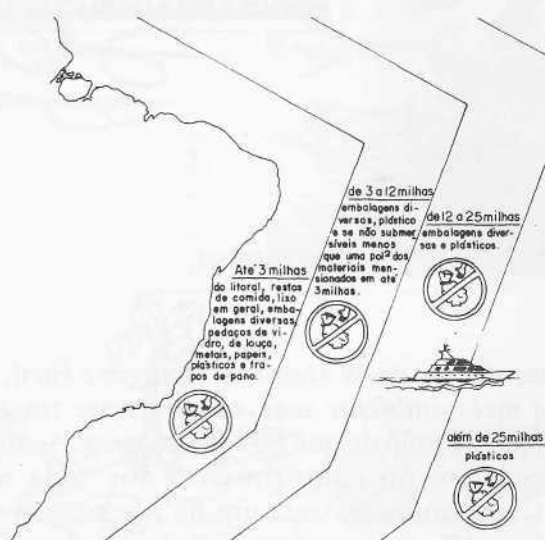 Até 3 milhas
do litoral, restos
de comida, lixo
em geral, emba-
lagens diversas,
pedaços de vi-
dro, de louça,
metais, papeis,
plásticos e fra-
pos de pano.
de 3 a 12 milhas
embalagens di-
versas, plástico
e se não submer
síveis menos
que uma pol² dos
materiais men-
sionados em até
3 milhas.
de 12 a 25 milhas
embalagens diver-
sas e plásticos.
além de 25 milhas
plásticos